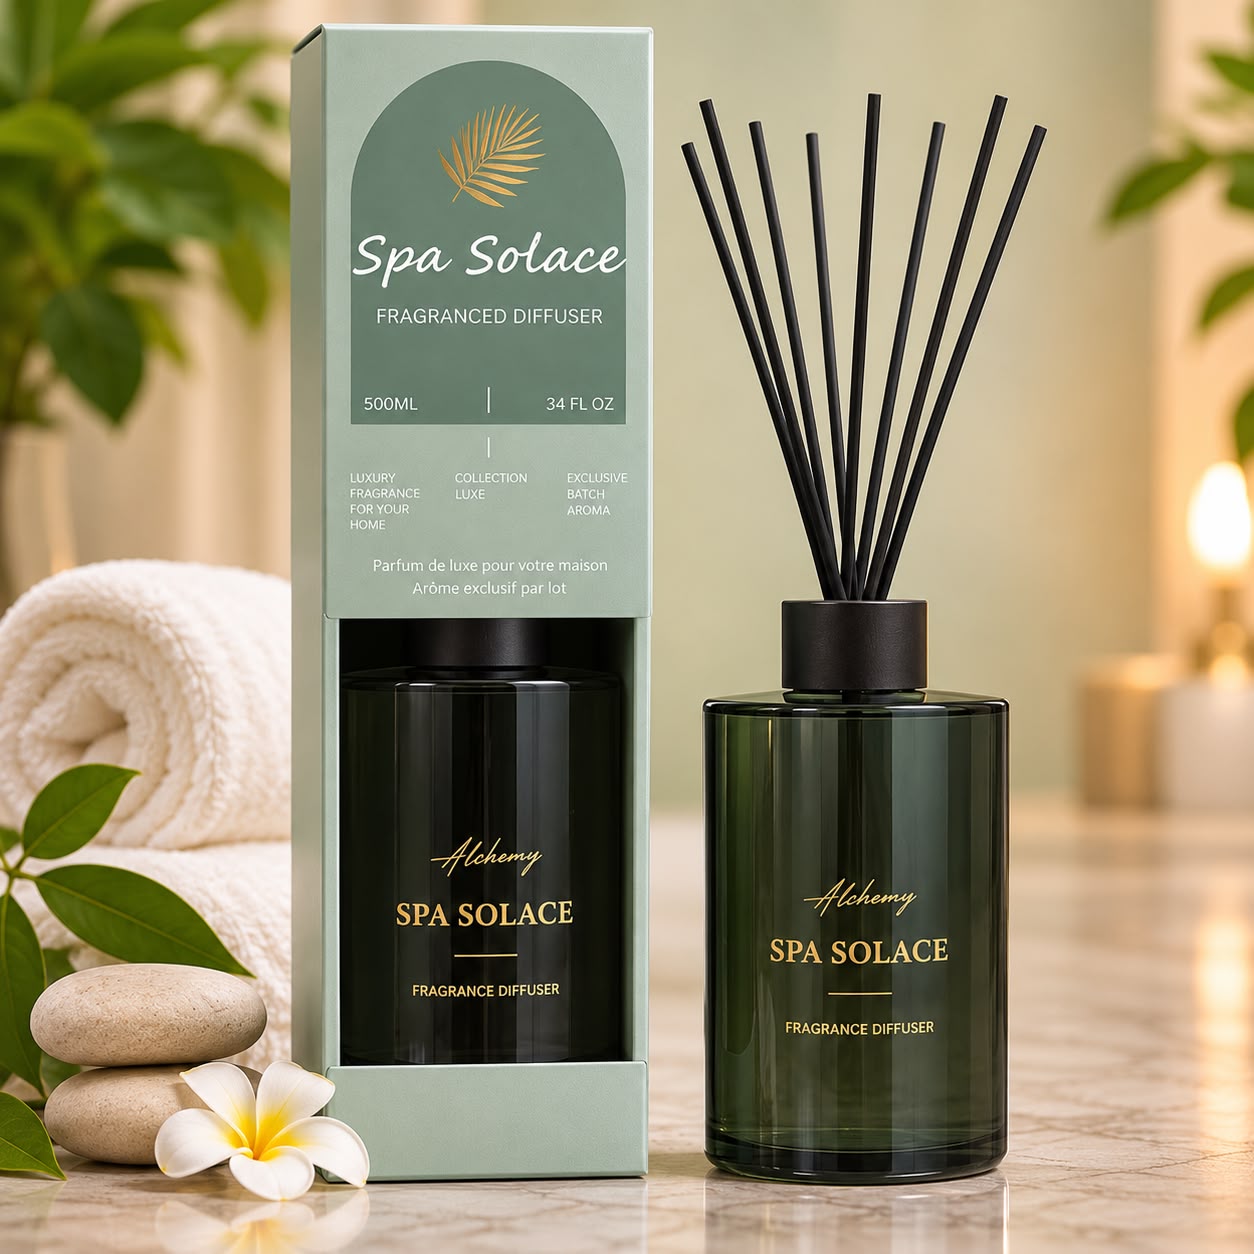 Spa Solace
FRAGRANCED DIFFUSER
500ML | 34 FL OZ
LUXURY
FRAGRANCE
FOR YOUR
HOME
COLLECTION
LUXE
EXCLUSIVE
BATCH
AROMA
Parfum de luxe pour votre maison
Arôme exclusif par lot
Alchemy
SPA SOLACE
FRAGRANCE DIFFUSER
Alchemy
SPA SOLACE
FRAGRANCE DIFFUSER